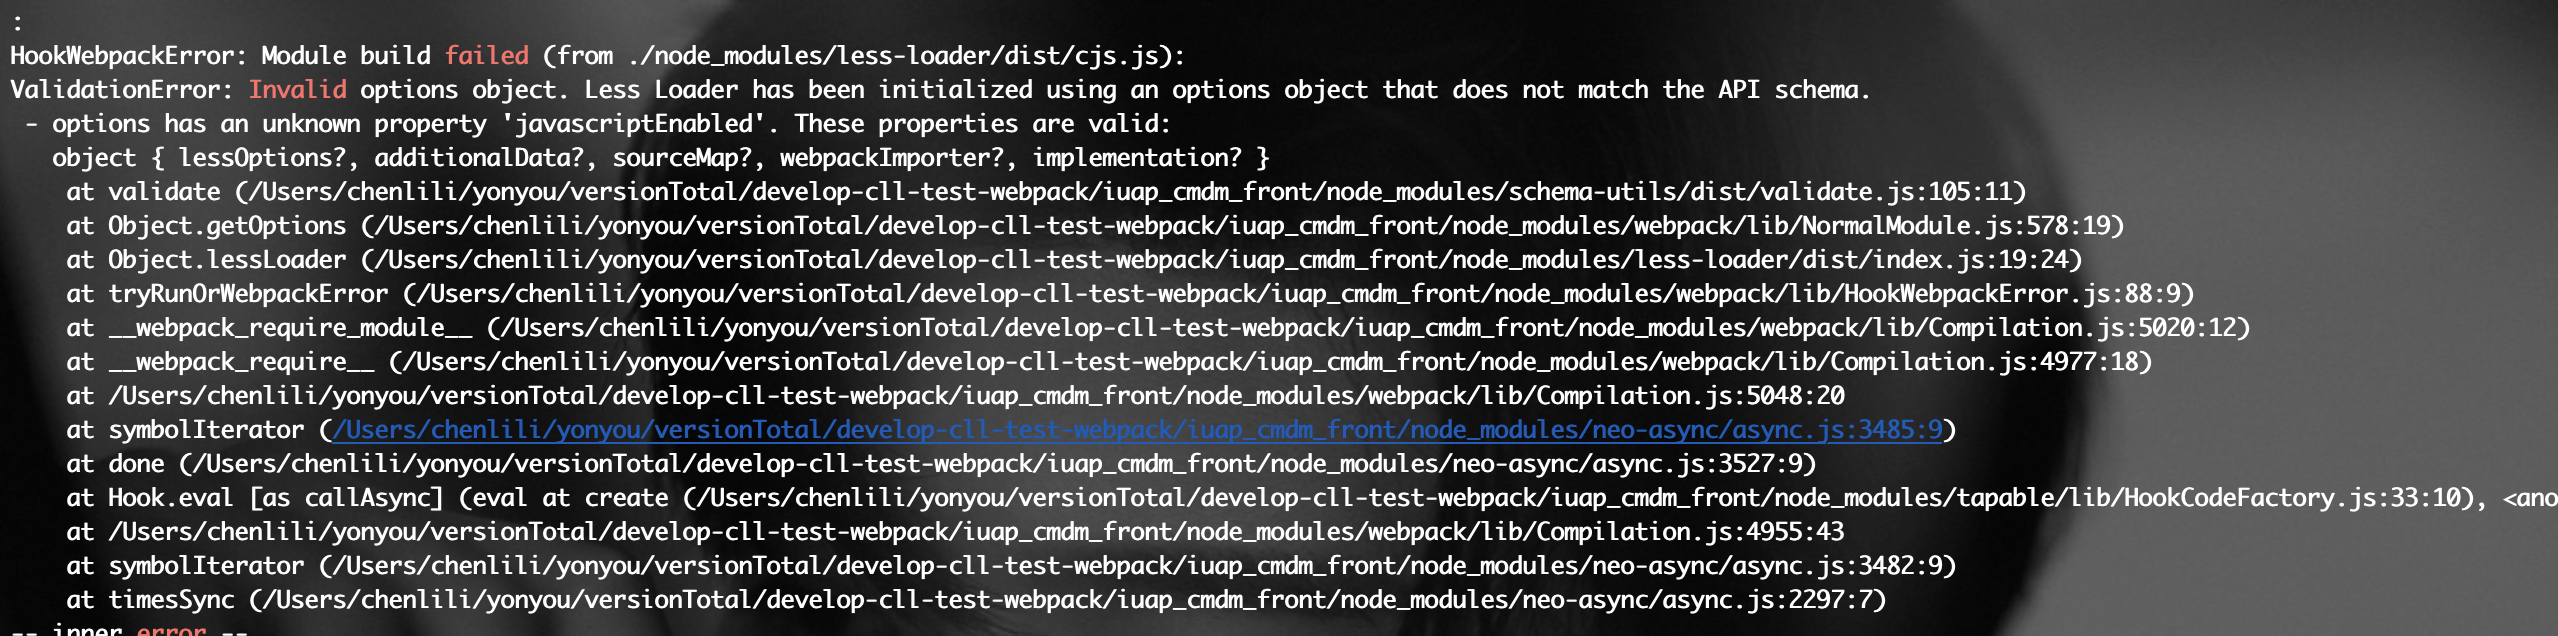 :
HookWebpackError: Module build failed (from ./node_modules/less-loader/dist/cjs.js):
ValidationError: Invalid options object. Less Loader has been initialized using an options object that does not match the API schema.
 - options has an unknown property 'javascriptEnabled'. These properties are valid:
   object { lessOptions?, additionalData?, sourceMap?, webpackImporter?, implementation? }
    at validate (/Users/chenlili/yonyou/versionTotal/develop-cll-test-webpack/iuap_cmdm_front/node_modules/schema-utils/dist/validate.js:105:11)
    at Object.getOptions (/Users/chenlili/yonyou/versionTotal/develop-cll-test-webpack/iuap_cmdm_front/node_modules/webpack/lib/NormalModule.js:578:19)
    at Object.lessLoader (/Users/chenlili/yonyou/versionTotal/develop-cll-test-webpack/iuap_cmdm_front/node_modules/less-loader/dist/index.js:19:24)
    at tryRunOrWebpackError (/Users/chenlili/yonyou/versionTotal/develop-cll-test-webpack/iuap_cmdm_front/node_modules/webpack/lib/HookWebpackError.js:88:9)
    at __webpack_require_module__ (/Users/chenlili/yonyou/versionTotal/develop-cll-test-webpack/iuap_cmdm_front/node_modules/webpack/lib/Compilation.js:5020:12)
    at __webpack_require__ (/Users/chenlili/yonyou/versionTotal/develop-cll-test-webpack/iuap_cmdm_front/node_modules/webpack/lib/Compilation.js:4977:18)
    at /Users/chenlili/yonyou/versionTotal/develop-cll-test-webpack/iuap_cmdm_front/node_modules/webpack/lib/Compilation.js:5048:20
    at symbolIterator (/Users/chenlili/yonyou/versionTotal/develop-cll-test-webpack/iuap_cmdm_front/node_modules/neo-async/async.js:3485:9)
    at done (/Users/chenlili/yonyou/versionTotal/develop-cll-test-webpack/iuap_cmdm_front/node_modules/neo-async/async.js:3527:9)
    at Hook.eval [as callAsync] (eval at create (/Users/chenlili/yonyou/versionTotal/develop-cll-test-webpack/iuap_cmdm_front/node_modules/tapable/lib/HookCodeFactory.js:33:10), <ano
    at /Users/chenlili/yonyou/versionTotal/develop-cll-test-webpack/iuap_cmdm_front/node_modules/webpack/lib/Compilation.js:4955:43
    at symbolIterator (/Users/chenlili/yonyou/versionTotal/develop-cll-test-webpack/iuap_cmdm_front/node_modules/neo-async/async.js:3482:9)
    at timesSync (/Users/chenlili/yonyou/versionTotal/develop-cll-test-webpack/iuap_cmdm_front/node_modules/neo-async/async.js:2297:7)
-- inner error --